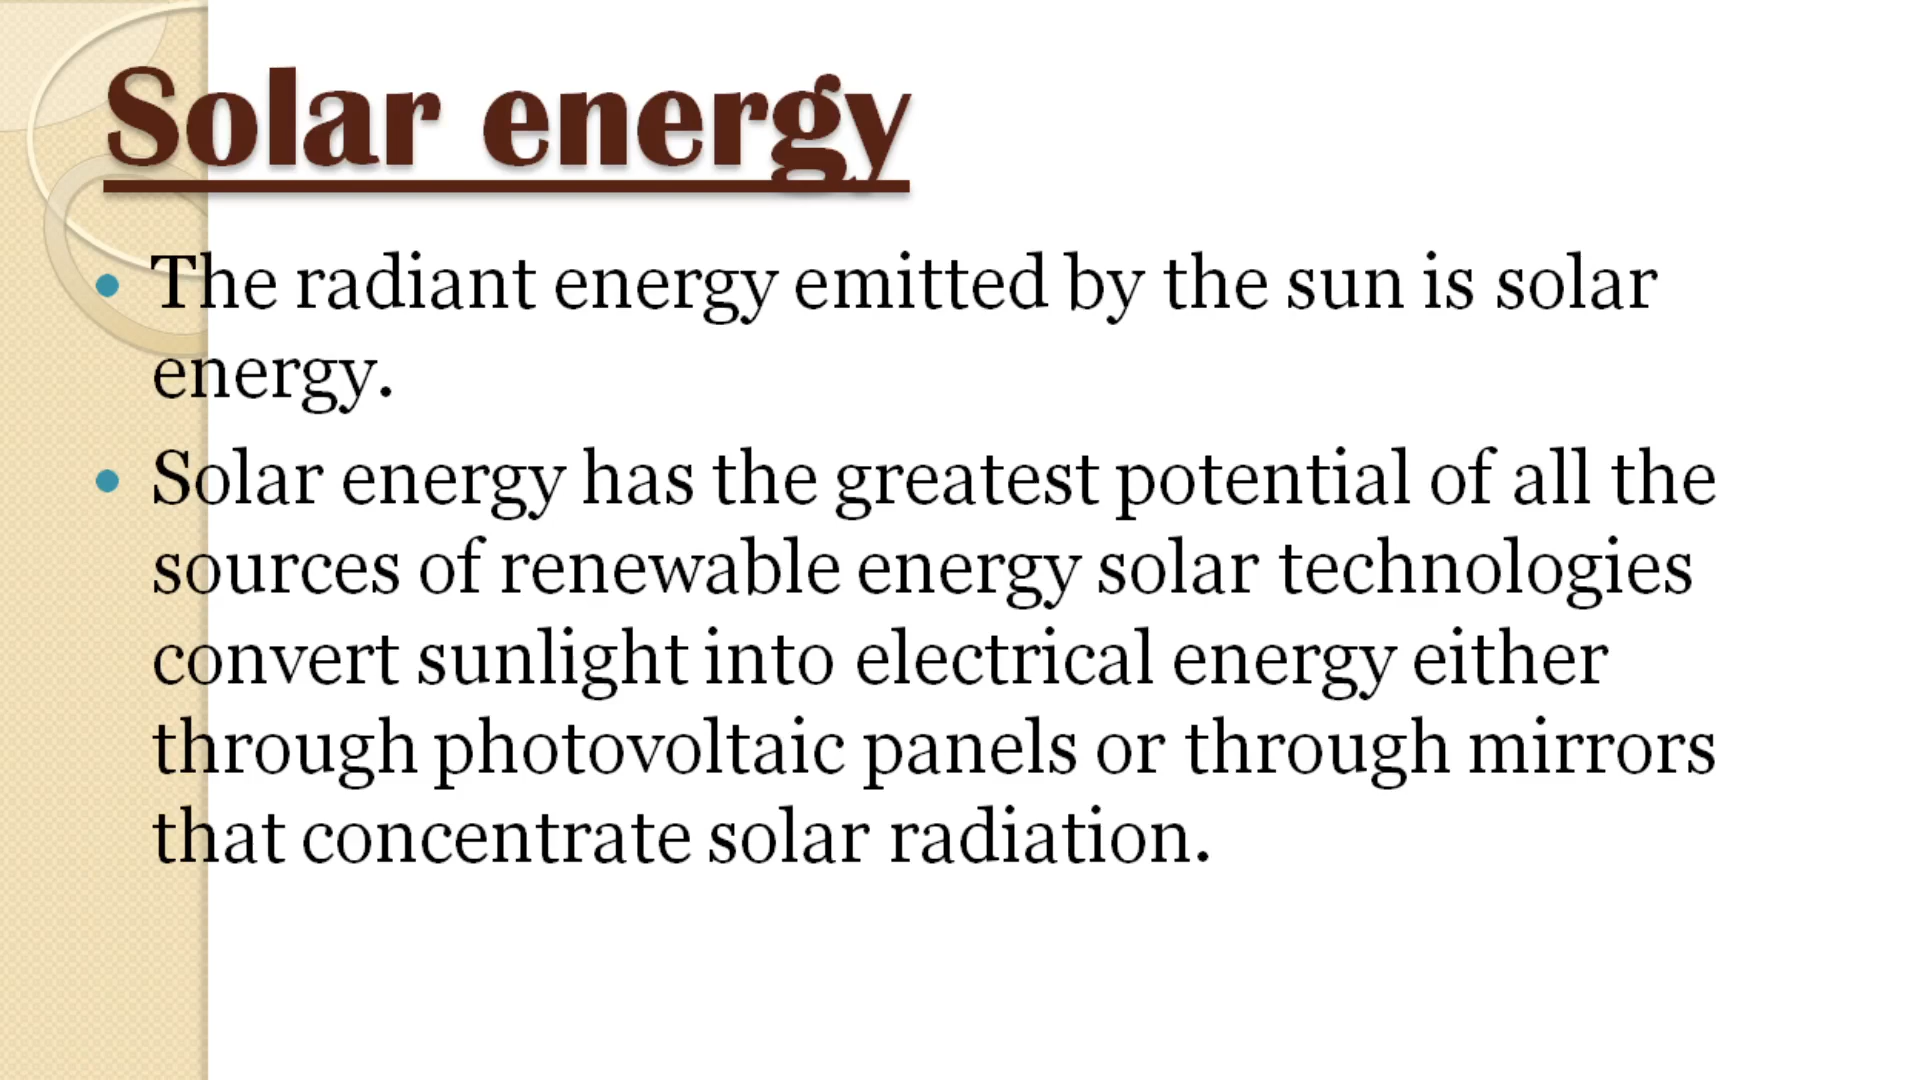 Solar energy
• The radiant energy emitted by the sun is solar
energy.
• Solar energy has the greatest potential of all the
sources of renewable energy solar technologies
convert sunlight into electrical energy either
through photovoltaic panels or through mirrors
that concentrate solar radiation.